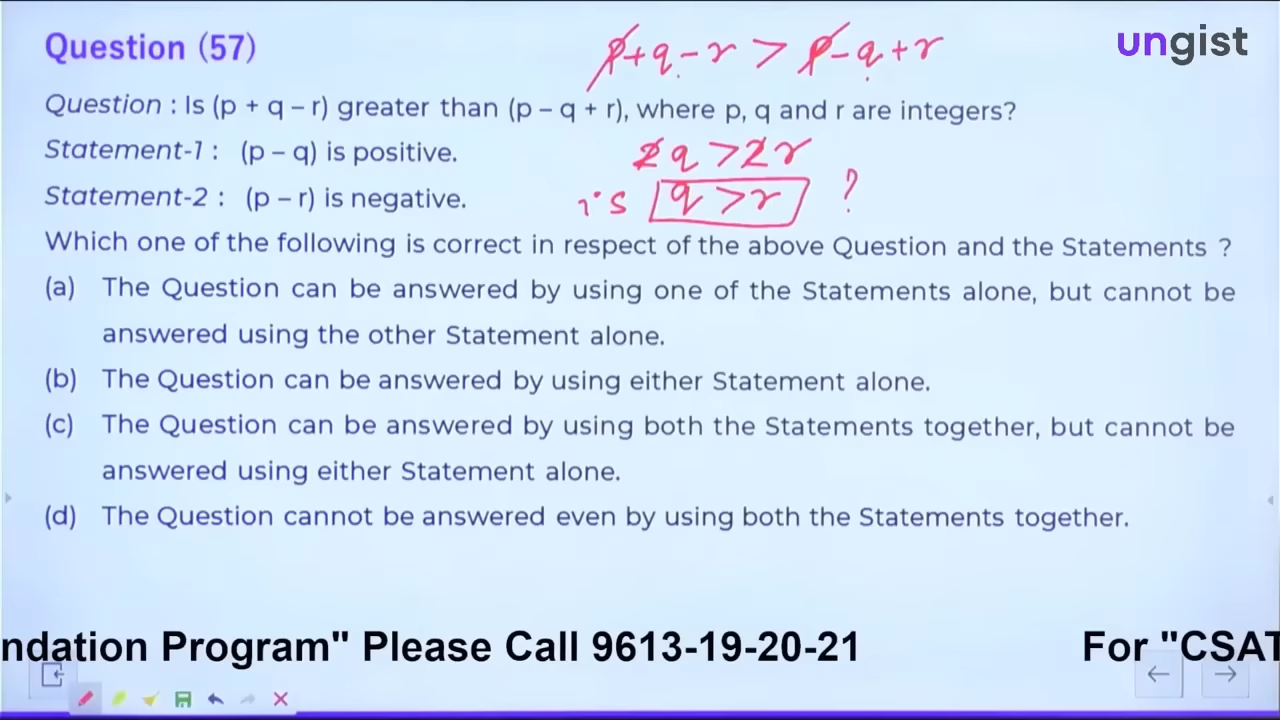 Question (57)
p+q-r > p-q+r
ungist
Question : Is (p + q – r) greater than (p – q + r), where p, q and r are integers?
Statement-1 : (p – q) is positive.
2q >2r
Statement-2 : (p – r) is negative.
is q >r ?
Which one of the following is correct in respect of the above Question and the Statements ?
(a) The Question can be answered by using one of the Statements alone, but cannot be
answered using the other Statement alone.
(b) The Question can be answered by using either Statement alone.
(c) The Question can be answered by using both the Statements together, but cannot be
answered using either Statement alone.
(d) The Question cannot be answered even by using both the Statements together.
ndation Program" Please Call 9613-19-20-21 For "CSAT